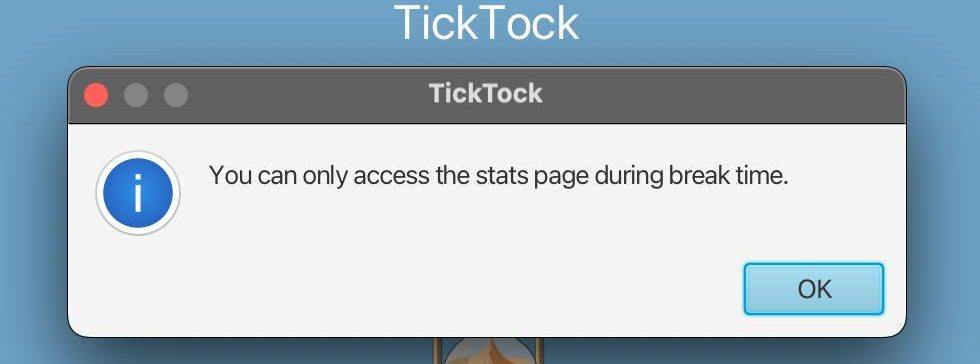 TickTock
TickTock
You can only access the stats page during break time.
OK